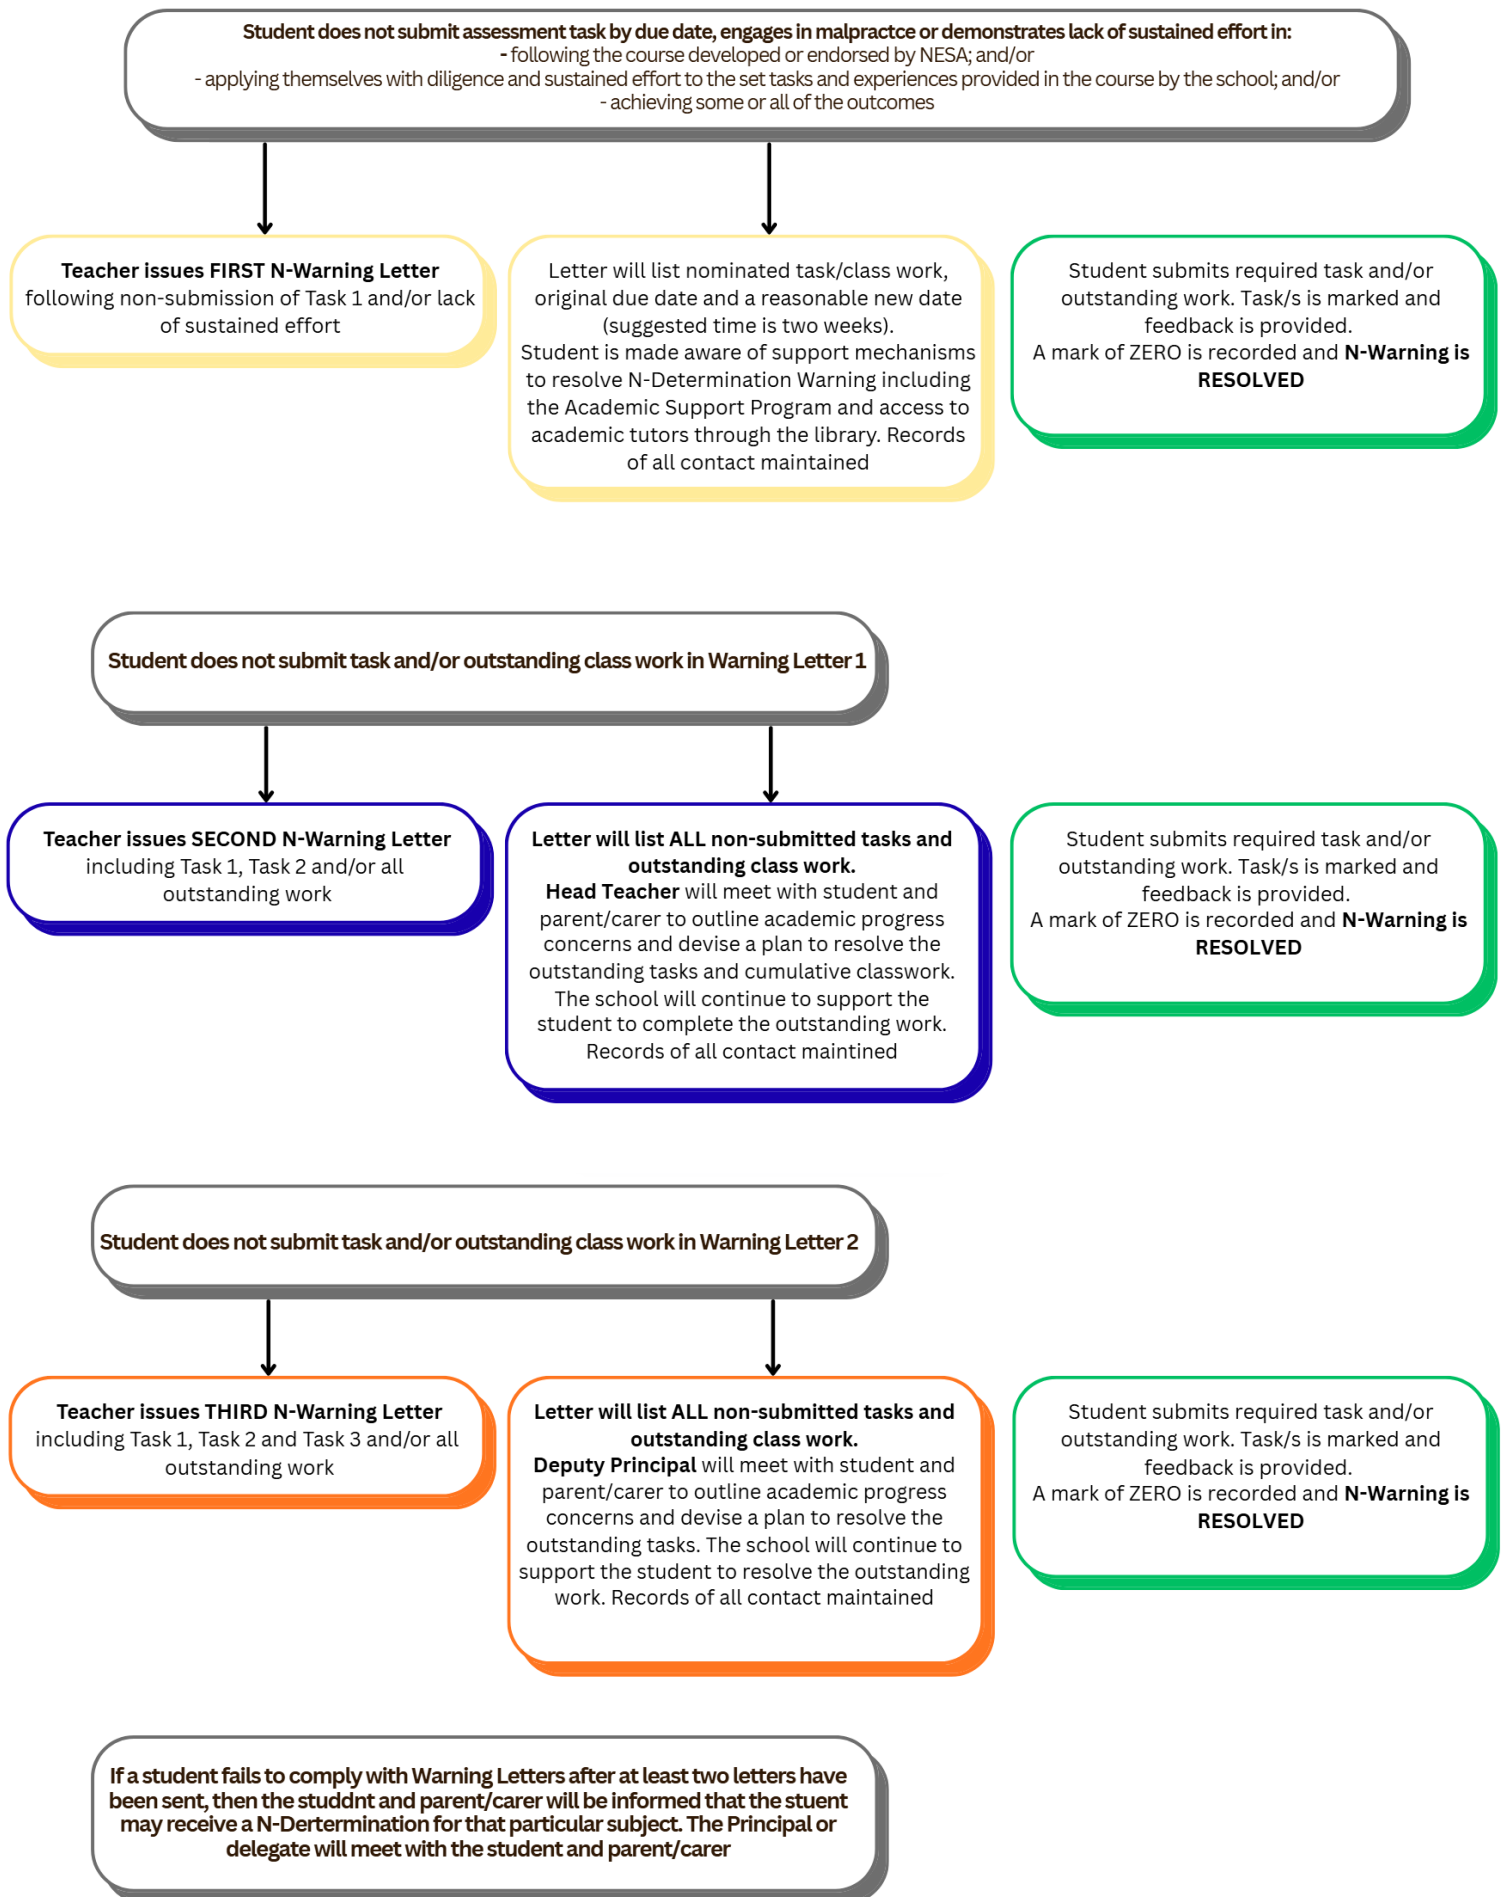 Student does not submit assessment task by due date, engages in malpractce or demonstrates lack of sustained effort in:
- following the course developed or endorsed by NESA; and/or
- applying themselves with diligence and sustained effort to the set tasks and experiences provided in the course by the school; and/or
- achieving some or all of the outcomes
Teacher issues FIRST N-Warning Letter
following non-submission of Task 1 and/or lack
of sustained effort
Letter will list nominated task/class work,
original due date and a reasonable new date
(suggested time is two weeks).
Student is made aware of support mechanisms
to resolve N-Determination Warning including
the Academic Support Program and access to
academic tutors through the library. Records
of all contact maintained
Student submits required task and/or
outstanding work. Task/s is marked and
feedback is provided.
A mark of ZERO is recorded and N-Warning is
RESOLVED
Student does not submit task and/or outstanding class work in Warning Letter 1
Teacher issues SECOND N-Warning Letter
including Task 1, Task 2 and/or all
outstanding work
Letter will list ALL non-submitted tasks and
outstanding class work.
Head Teacher will meet with student and
parent/carer to outline academic progress
concerns and devise a plan to resolve the
outstanding tasks and cumulative classwork.
The school will continue to support the
student to complete the outstanding work.
Records of all contact maintined
Student submits required task and/or
outstanding work. Task/s is marked and
feedback is provided.
A mark of ZERO is recorded and N-Warning is
RESOLVED
Student does not submit task and/or outstanding class work in Warning Letter 2
Teacher issues THIRD N-Warning Letter
including Task 1, Task 2 and Task 3 and/or all
outstanding work
Letter will list ALL non-submitted tasks and
outstanding class work.
Deputy Principal will meet with student and
parent/carer to outline academic progress
concerns and devise a plan to resolve the
outstanding tasks. The school will continue to
support the student to resolve the outstanding
work. Records of all contact maintained
Student submits required task and/or
outstanding work. Task/s is marked and
feedback is provided.
A mark of ZERO is recorded and N-Warning is
RESOLVED
If a student fails to comply with Warning Letters after at least two letters have
been sent, then the studdnt and parent/carer will be informed that the stuent
may receive a N-Dertermination for that particular subject. The Principal or
delegate will meet with the student and parent/carer